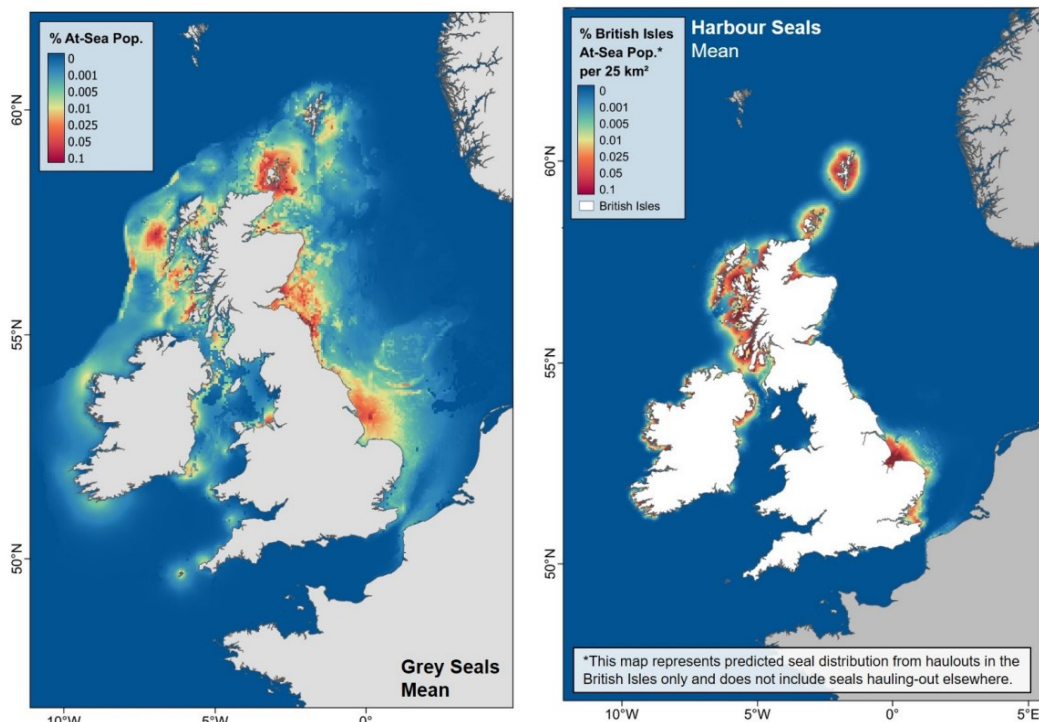 % At-Sea Pop.
0
0.001
0.005
0.01
0.025
0.05
0.1
60°N
55°N
50°N
10°W
5°W
0°
Grey Seals
Mean
% British Isles
At-Sea Pop.*
per 25 km²
0
0.001
0.005
0.01
0.025
0.05
0.1
British Isles
Harbour Seals
Mean
60°N
55°N
50°N
10°W
5°W
0°
5°E
*This map represents predicted seal distribution from haulouts in the
British Isles only and does not include seals hauling-out elsewhere.